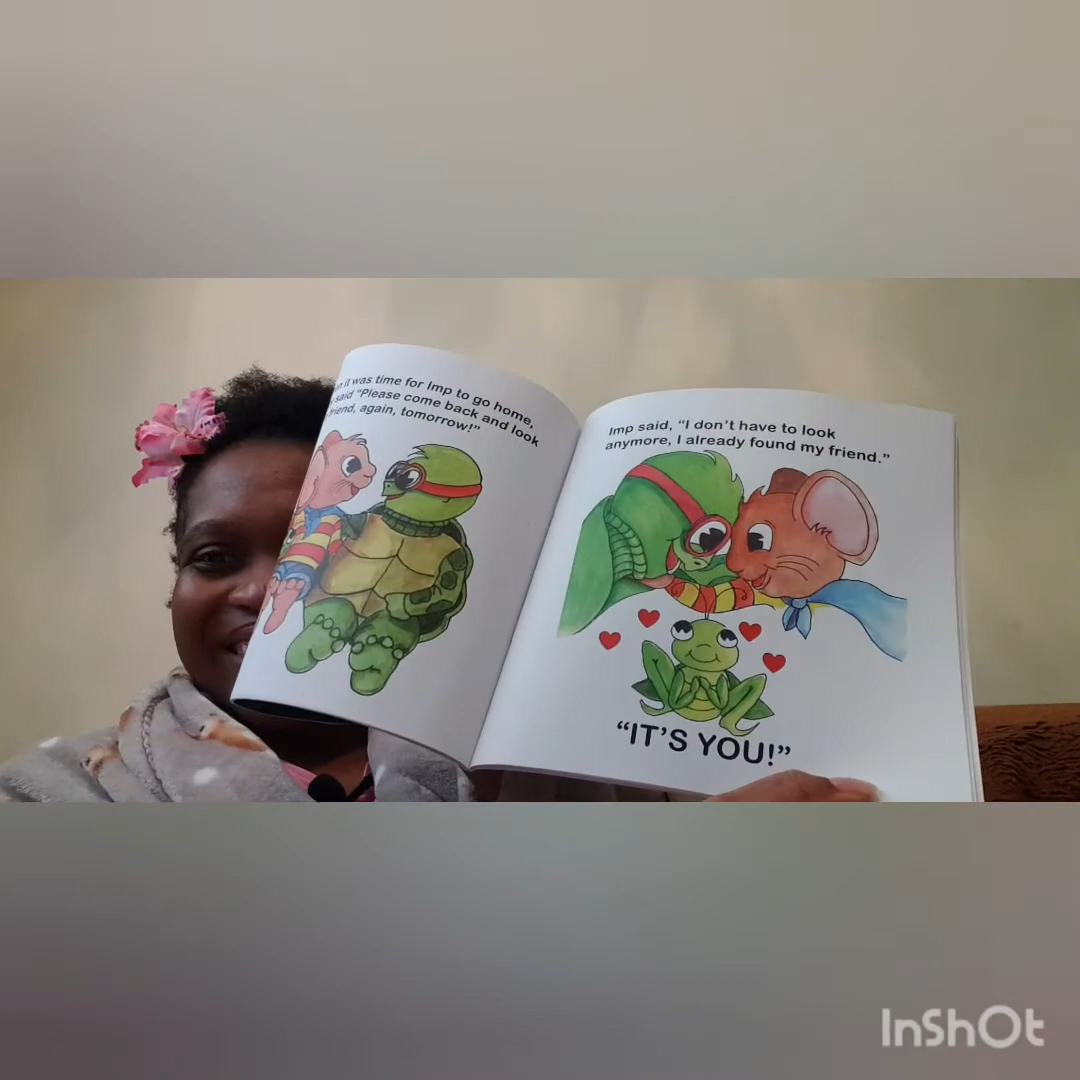 it was time for Imp to go home,
said "Please come back and look
friend, again, tomorrow!"
Imp said, "I don't have to look
anymore, I already found my friend."
"IT'S YOU!"
InShOt